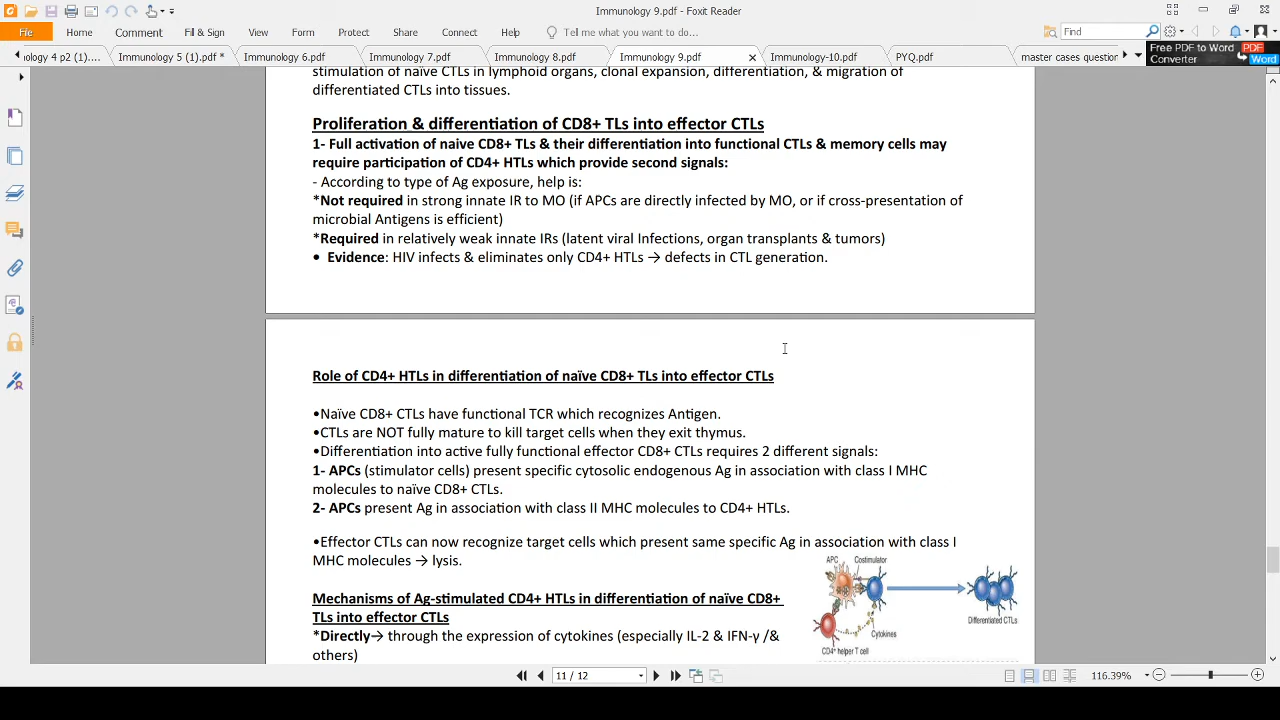 Immunology 9.pdf - Foxit Reader
File Home Comment Fill & Sign View Form Protect Share Connect Help Tell me what you want to do... Find
ology 4 p2 (1).... Immunology 5 (1).pdf * Immunology 6.pdf Immunology 7.pdf Immunology 8.pdf Immunology 9.pdf Immunology-10.pdf PYQ.pdf master cases question
Free PDF to Word PDF
Converter Word
stimulation of naïve CTLs in lymphoid organs, clonal expansion, differentiation, & migration of
differentiated CTLs into tissues.
Proliferation & differentiation of CD8+ TLs into effector CTLs
1- Full activation of naive CD8+ TLs & their differentiation into functional CTLs & memory cells may
require participation of CD4+ HTLs which provide second signals:
- According to type of Ag exposure, help is:
*Not required in strong innate IR to MO (if APCs are directly infected by MO, or if cross-presentation of
microbial Antigens is efficient)
*Required in relatively weak innate IRs (latent viral Infections, organ transplants & tumors)
• Evidence: HIV infects & eliminates only CD4+ HTLs → defects in CTL generation.
Role of CD4+ HTLs in differentiation of naïve CD8+ TLs into effector CTLs
•Naïve CD8+ CTLs have functional TCR which recognizes Antigen.
•CTLs are NOT fully mature to kill target cells when they exit thymus.
•Differentiation into active fully functional effector CD8+ CTLs requires 2 different signals:
1- APCs (stimulator cells) present specific cytosolic endogenous Ag in association with class I MHC
molecules to naïve CD8+ CTLs.
2- APCs present Ag in association with class II MHC molecules to CD4+ HTLs.
•Effector CTLs can now recognize target cells which present same specific Ag in association with class I
MHC molecules → lysis.
APC Costimulator
Differentiated CTLs
Cytokines
CD4+ helper T cell
Mechanisms of Ag-stimulated CD4+ HTLs in differentiation of naïve CD8+
TLs into effector CTLs
*Directly→ through the expression of cytokines (especially IL-2 & IFN-γ /&
others)
11 / 12 116.39%